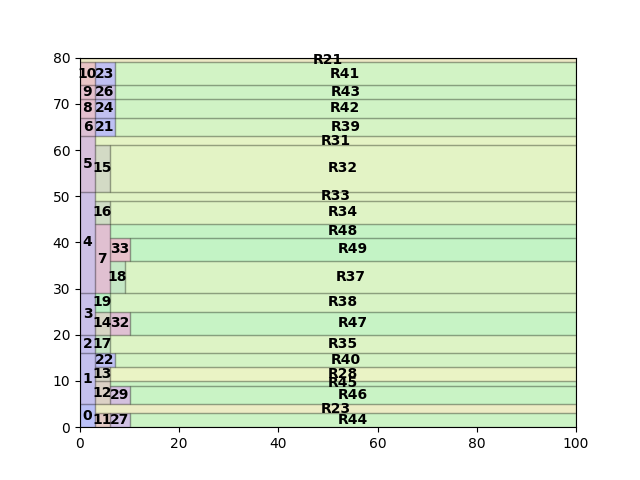 80
R21
10 23 R41
9 26 R43
70
8 24 R42
6 21 R39
R31
60
5 15 R32
50
R33
16 R34
R48
40
4
33 R49
7
18 R37
30
19 R38
3
14 32 R47
20
2 17 R35
22 R40
13 R28
1
10
R45
12 29 R46
R23
0
11 27 R44
0
0 20 40 60 80 100